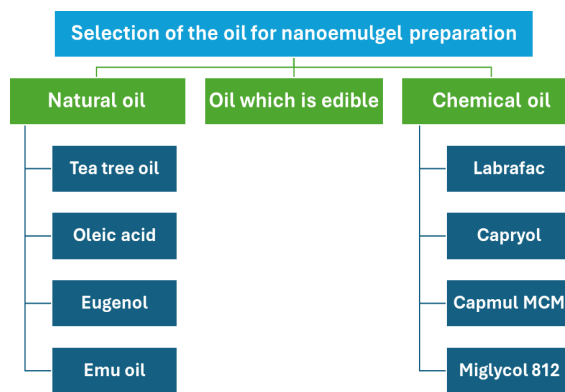 Selection of the oil for nanoemulgel preparation
Natural oil
Oil which is edible
Chemical oil
Tea tree oil
Oleic acid
Eugenol
Emu oil
Labrafac
Capryol
Capmul MCM
Miglycol 812